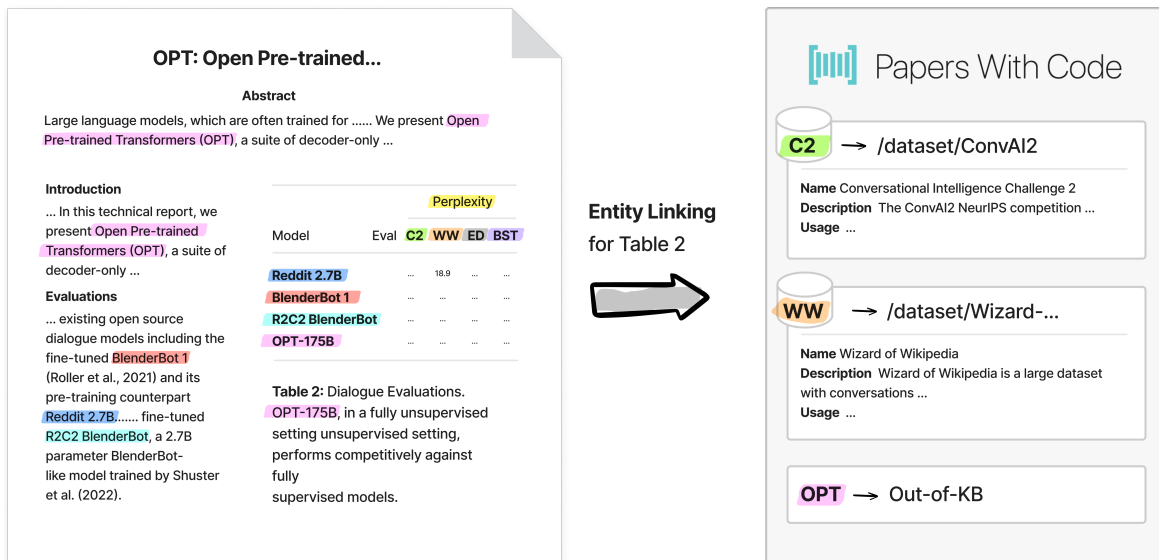 OPT: Open Pre-trained...
Abstract
Large language models, which are often trained for ...... We present Open
Pre-trained Transformers (OPT), a suite of decoder-only ...
Introduction
... In this technical report, we
present Open Pre-trained
Transformers (OPT), a suite of
decoder-only ...
Evaluations
... existing open source
dialogue models including the
fine-tuned BlenderBot 1
(Roller et al., 2021) and its
pre-training counterpart
Reddit 2.7B...... fine-tuned
R2C2 BlenderBot, a 2.7B
parameter BlenderBot-
like model trained by Shuster
et al. (2022).
Perplexity
Model Eval C2 WW ED BST
Reddit 2.7B ... 18.9 ... ...
BlenderBot 1 ... ... ... ...
R2C2 BlenderBot ... ... ... ...
OPT-175B ... ... ... ...
Table 2: Dialogue Evaluations.
OPT-175B, in a fully unsupervised
setting unsupervised setting,
performs competitively against
fully
supervised models.
Entity Linking
for Table 2
Papers With Code
C2 → /dataset/ConvAI2
Name Conversational Intelligence Challenge 2
Description The ConvAI2 NeurIPS competition ...
Usage ...
WW → /dataset/Wizard-...
Name Wizard of Wikipedia
Description Wizard of Wikipedia is a large dataset
with conversations ...
Usage ...
OPT → Out-of-KB